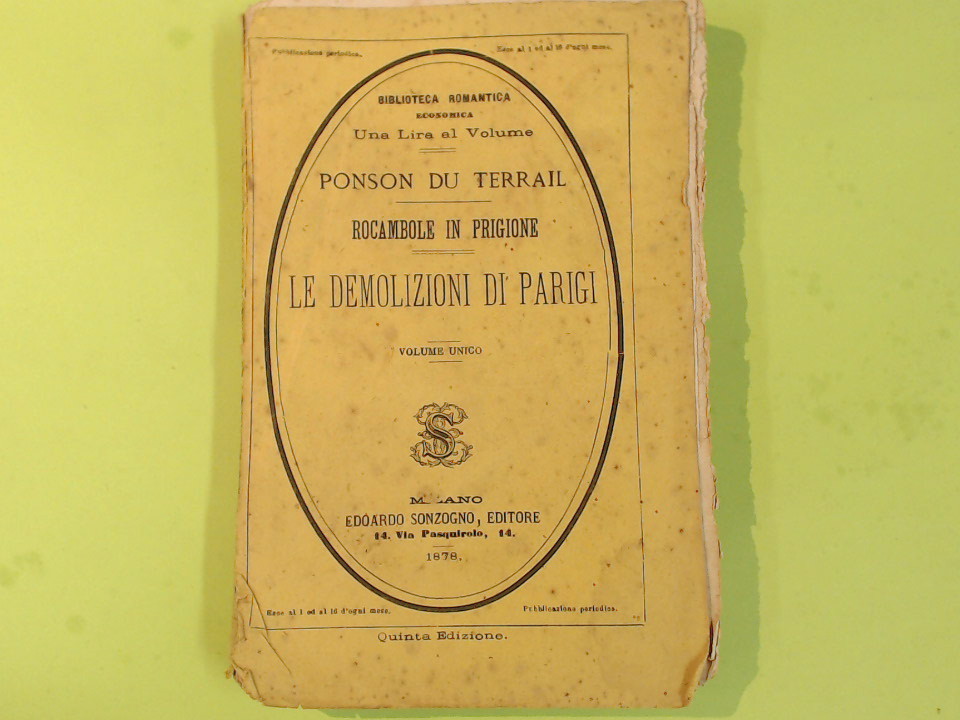 Pubblicazione periodica.
Esce al 1 ed al 16 d'ogni mese.
BIBLIOTECA ROMANTICA
ECONOMICA
Una Lira al Volume
PONSON DU TERRAIL
ROCAMBOLE IN PRIGIONE
LE DEMOLIZIONI DI PARIGI
VOLUME UNICO
S
MILANO
EDOARDO SONZOGNO, EDITORE
14. Via Pasquirolo, 14.
1878.
Esce al 1 ed al 16 d'ogni mese.
Pubblicazione periodica.
Quinta Edizione.